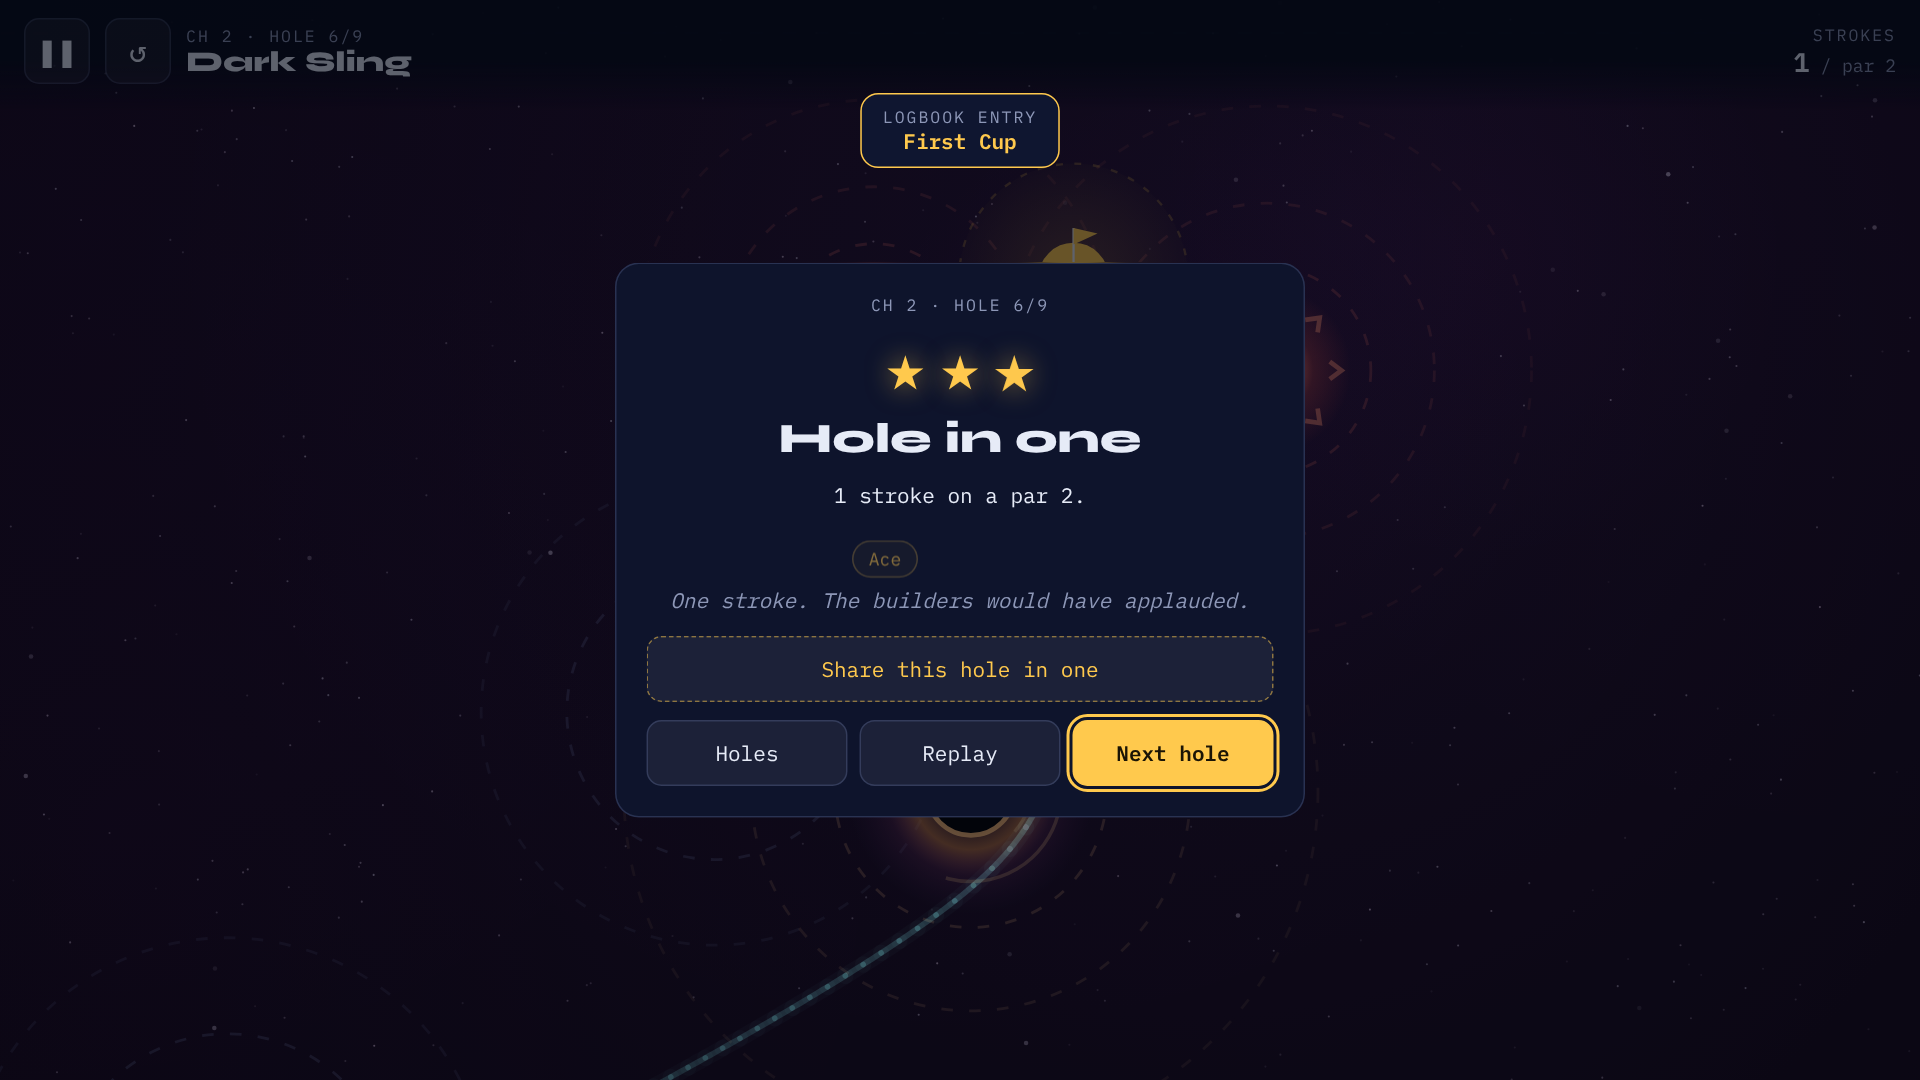 CH 2 · HOLE 6/9
Dark Sling
STROKES
1 / par 2
LOGBOOK ENTRY
First Cup
CH 2 · HOLE 6/9
Hole in one
1 stroke on a par 2.
Ace
One stroke. The builders would have applauded.
Share this hole in one
Holes
Replay
Next hole